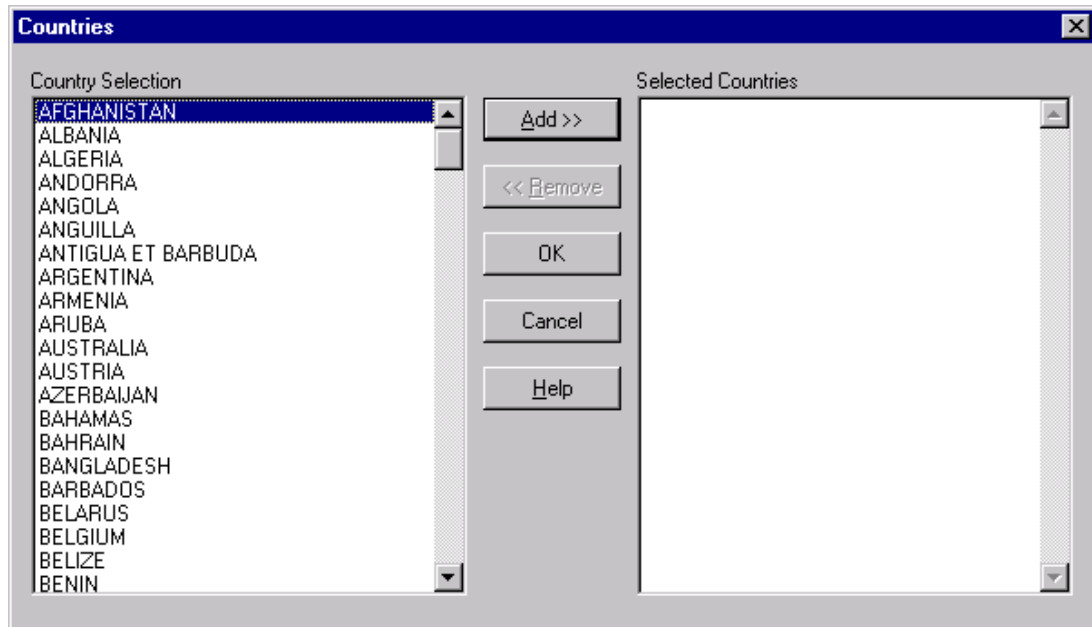 Countries
Country Selection
AFGHANISTAN
ALBANIA
ALGERIA
ANDORRA
ANGOLA
ANGUILLA
ANTIGUA ET BARBUDA
ARGENTINA
ARMENIA
ARUBA
AUSTRALIA
AUSTRIA
AZERBAIJAN
BAHAMAS
BAHRAIN
BANGLADESH
BARBADOS
BELARUS
BELGIUM
BELIZE
BENIN
Add >>
<< Remove
OK
Cancel
Help
Selected Countries